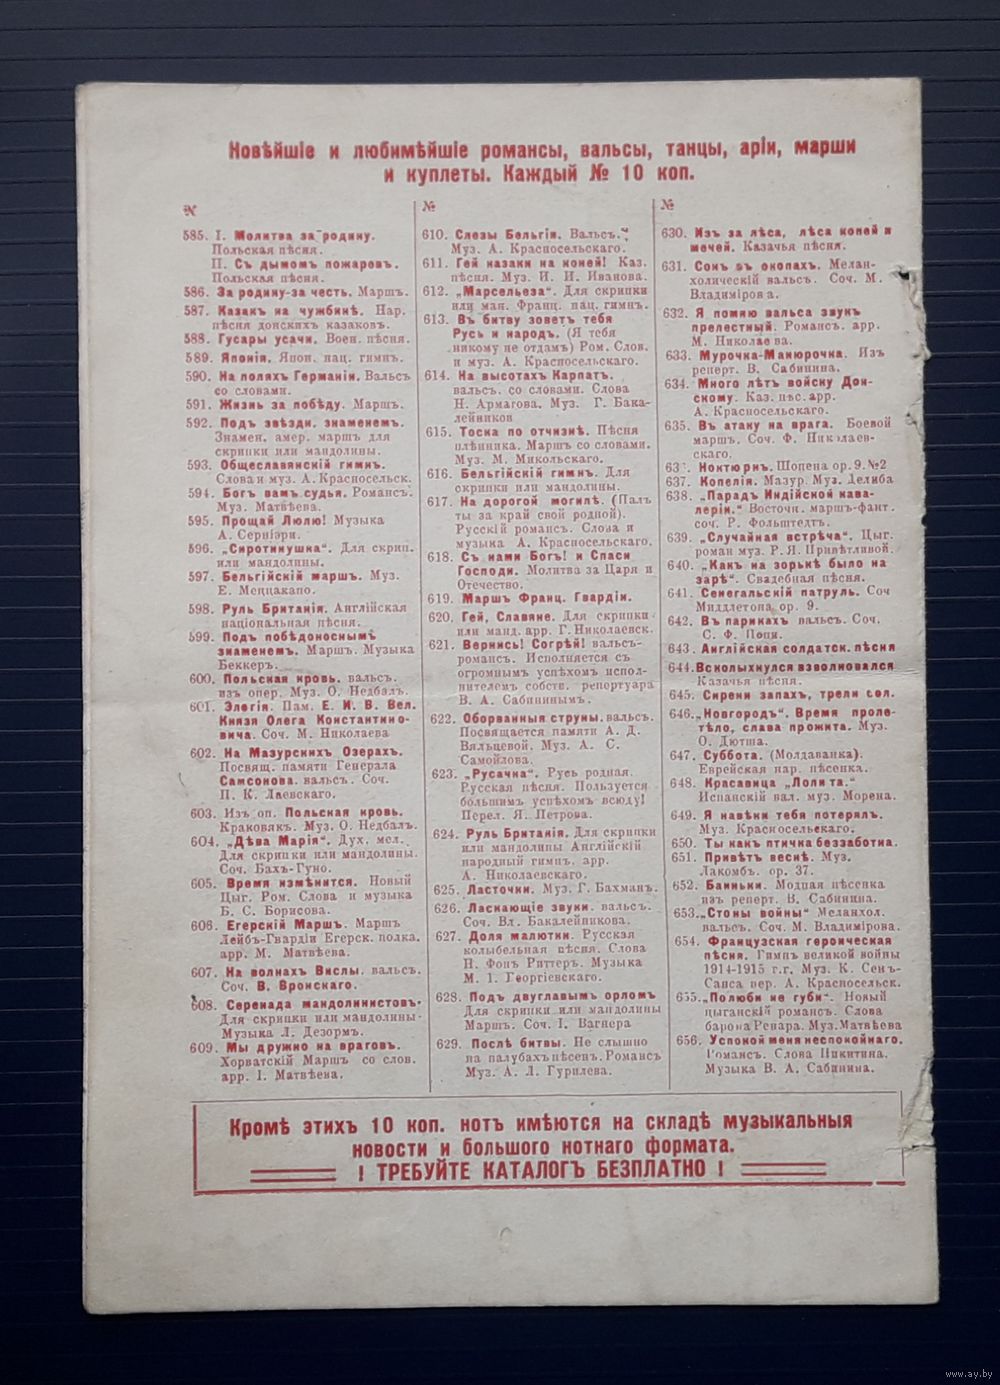 Новѣйшіе и любимѣйшіе романсы, вальсы, танцы, аріи, марши
и куплеты. Каждый № 10 коп.
№
585. I. Молитва за родину.
Польская пѣсня.
II. Съ дымомъ пожаровъ.
Польская пѣсня.
586. За родину-за честь. Маршъ.
587. Казакъ на чужбинѣ. Нар.
пѣсня донскихъ казаковъ.
588. Гусары усачи. Воен. пѣсня.
589. Японія. Япон. нац. гимнъ.
590. На поляхъ Германіи. Вальсъ
со словами.
591. Жизнь за побѣду. Маршъ.
592. Подъ звѣзди. знаменемъ.
Знамен. амер. маршъ для
скрипки или мандолины.
593. Общеславянскій гимнъ.
Слова и муз. А. Красносельск.
594. Богъ вамъ судья. Романсъ.
Муз. Матвѣева.
595. Прощай Люлю! Музыка
А. Сернізри.
596. „Сиротинушка“. Для скрип.
или мандолины.
597. Бельгійскій маршъ. Муз.
Е. Меццакапо.
598. Руль Британія. Англійская
національная пѣсня.
599. Подъ побѣдоноснымъ
знаменемъ. Маршъ. Музыка
Беккеръ.
600. Польская кровь. вальсъ.
изъ опер. Муз. О. Недбалъ.
601. Элегія. Пам. Е. И. В. Вел.
Князя Олега Константино-
вича. Соч. М. Николаева
602. На Мазурскихъ Озерахъ.
Посвящ. памяти Генерала
Самсонова. вальсъ. Соч.
П. К. Лаевскаго.
603. Изъ оп. Польская кровь.
Краковякъ. Муз. О. Недбалъ.
604. „Дѣва Марія“. Дух. мел.
Для скрипки или мандолины.
Соч. Бахъ-Гуно.
605. Время измѣнится. Новый
Цыг. Ром. Слова и музыка
Б. С. Борисова.
606. Егерскій Маршъ. Маршъ
Лейбъ-Гвардіи Егерск. полка.
арр. М. Матвѣева.
607. На волнахъ Вислы. вальсъ.
Соч. В. Вронскаго.
608. Серенада мандолинистовъ.
Для скрипки или мандолины.
Музыка Л. Дезормъ.
609. Мы дружно на враговъ.
Хорватскій Маршъ со слов.
арр. І. Матвѣева.
№
610. Слезы Бельгіи. Вальсъ.
Муз. А. Красносельскаго.
611. Гей казаки на коней! Каз.
пѣсня. Муз. И. И. Иванова.
612. „Марсельеза“. Для скрипки
или ман. Франц. нац. гимнъ.
613. Въ битву зоветъ тебя
Русь и народъ. (Я тебя
никому не отдамъ) Ром. Слов.
и муз. А. Красносельскаго.
614. На высотахъ Карпатъ.
вальсъ. со словами. Слова
Н. Армагова. Муз. Г. Бака-
лейников
615. Тоска по отчизнѣ. Пѣсня
плѣнника. Маршъ со словами.
Муз. М. Микольскаго.
616. Бельгійскій гимнъ. Для
скрипки или мандолины.
617. На дорогой могилѣ. (Палъ
ты за край свой родной).
Русскій романсъ. Слова и
музыка А. Красносельскаго.
618. Съ нами Богъ! и Спаси
Господи. Молитва за Царя и
Отечество.
619. Маршъ Франц. Гвардіи.
620. Гей, Славяне. Для скрипки
или манд. арр. Г. Николаевск.
621. Вернись! Согрѣй! вальсъ-
романсъ. Исполняется съ
огромнымъ успѣхомъ испол-
нителемъ собств. репертуара
В. А. Сабининымъ.
622. Оборванныя струны. вальсъ.
Посвящается памяти А. Д.
Вяльцевой. Муз. А. С.
Самойлова.
623. „Русачка“. Русь родная.
Русская пѣсня. Пользуется
большимъ успѣхомъ всюду!
Перел. Я. Петрова.
624. Руль Британія. Для скрипки
или мандолины Англійскій
народный гимнъ. арр.
А. Николаевскаго.
625. Ласточки. Муз. Г. Бахманъ.
626. Ласкающіе звуки. вальсъ.
Соч. Вл. Бакалейникова.
627. Доля малютки. Русская
колыбельная пѣсня. Слова
Н. Фонъ Риттеръ. Музыка
М. І. Георгіевскаго.
628. Подъ двуглавымъ орломъ
Для скрипки или мандолины
Маршъ. Соч. І. Вагнера
629. Послѣ битвы. Не слышно
на палубахъ пѣсенъ. Романсъ
Муз. А. Л. Гурилева.
№
630. Изъ за лѣса, лѣса копей и
мечей. Казачья пѣсня.
631. Сонъ въ окопахъ. Мелан-
холическій вальсъ. Соч. М.
Владимірова.
632. Я помню вальса звукъ
прелестный. Романсъ. арр.
М. Николаева.
633. Мурочка-Манюрочка. Изъ
реперт. В. Сабинина.
634. Много лѣтъ войску Дон-
скому. Каз. пѣс. арр.
А. Красносельскаго.
635. Въ атаку на врага. Боевой
маршъ. Соч. Ф. Николаев-
скаго.
63 . Ноктюрнъ. Шопена ор. 9. №2
637. Копелія. Мазур. Муз. Делиба
638. „Парадъ Индійской кава-
леріи.“ Восточн. маршъ-фант.
соч. Р. Фольштедтъ.
639. „Случайная встрѣча“. Цыг.
роман муз. Р. Я. Привѣтливой.
640. „Какъ на зорькѣ было на
зарѣ“. Свадебная пѣсня.
641. Сенегальскій патруль. Соч
Миддлетона ор. 9.
642. Въ парикахъ вальсъ. Соч.
С. Ф. Попи.
643. Англійская солдатск. пѣсня
644. Всколыхнулся взволновался
Казачья пѣсня.
645. Сирени запахъ, трели сол.
646. „Новгородъ“. Время проле-
тѣло, слава прожита. Муз.
О. Дютша.
647. Суббота. (Молдаванка).
Еврейская нар. пѣсенка.
648. Красавица „Лолита.“
Испанскій вал. муз. Морена.
649. Я навѣки тебя потерялъ.
Муз. Красносельскаго.
650. Ты какъ птичка беззаботна.
651. Привѣтъ веснѣ. Муз.
Лакомбъ. ор. 37.
652. Баиньки. Модная пѣсенка
изъ реперт. В. Сабинина.
653. „Стоны войны“ Меланхол.
вальсъ. Соч. М. Владимірова.
654. Французская героическая
пѣсня. Гимнъ великой войны
1914-1915 г.г. Муз. К. Сенъ-
Санса пер. А. Красносельск.
655. „Полюби не губи“. Новый
цыганскій романсъ. Слова
барона Ренара. Муз. Матвѣева
656. Успокой меня неспокойнаго.
Романсъ. Слова Никитина.
Музыка В. А. Сабинина.
Кромѣ этихъ 10 коп. нотъ имѣются на складѣ музыкальныя
новости и большого нотнаго формата.
! ТРЕБУЙТЕ КАТАЛОГЪ БЕЗПЛАТНО !
www.ay.by